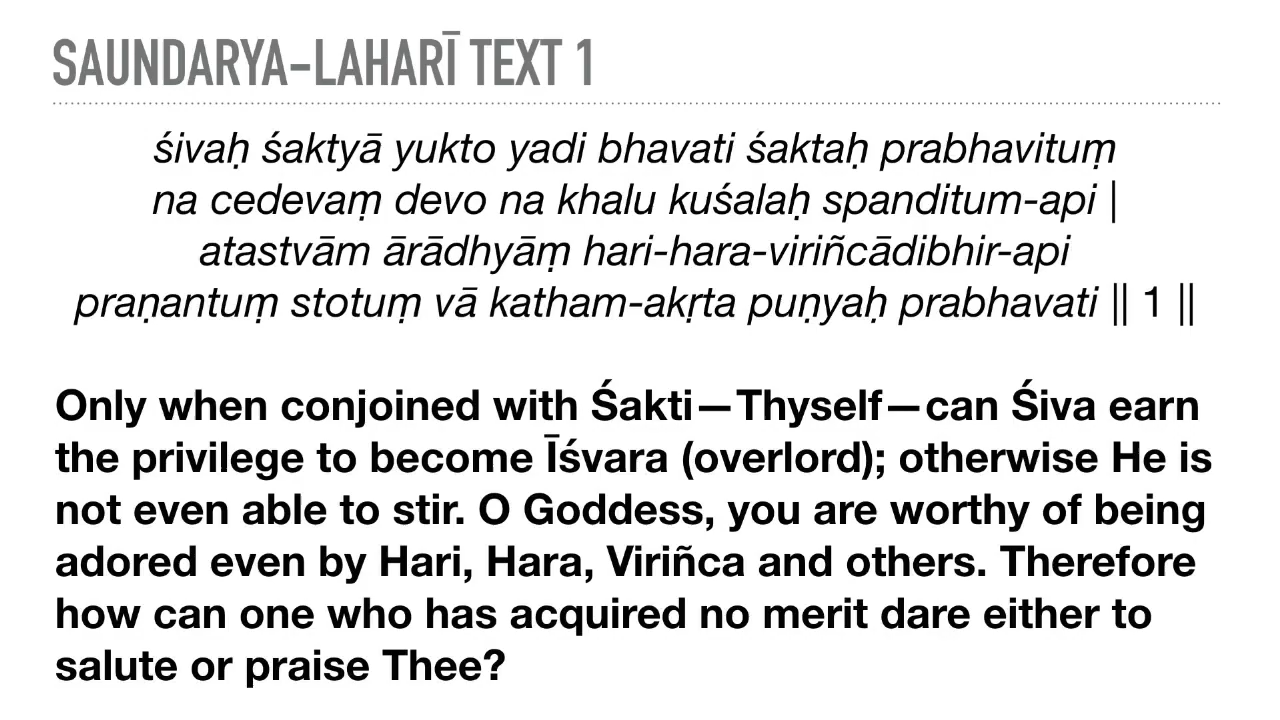 SAUNDARYA-LAHARĪ TEXT 1
śivaḥ śaktyā yukto yadi bhavati śaktaḥ prabhavituṃ
na cedevaṃ devo na khalu kuśalaḥ spanditum-api |
atastvām ārādhyāṃ hari-hara-viriñcādibhir-api
praṇantuṃ stotuṃ vā katham-akṛta puṇyaḥ prabhavati || 1 ||
Only when conjoined with Śakti—Thyself—can Śiva earn
the privilege to become Īśvara (overlord); otherwise He is
not even able to stir. O Goddess, you are worthy of being
adored even by Hari, Hara, Viriñca and others. Therefore
how can one who has acquired no merit dare either to
salute or praise Thee?